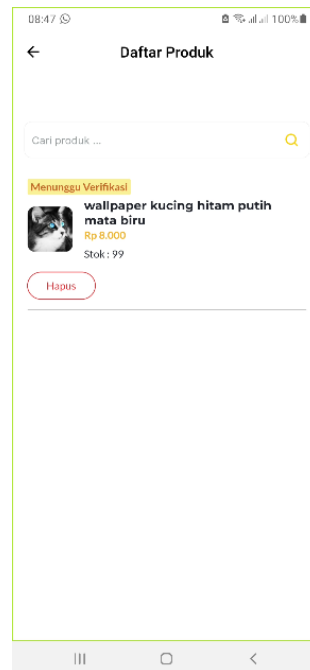 08:47 100%
Daftar Produk
Cari produk ...
Menunggu Verifikasi
wallpaper kucing hitam putih
mata biru
Rp 8.000
Stok : 99
Hapus